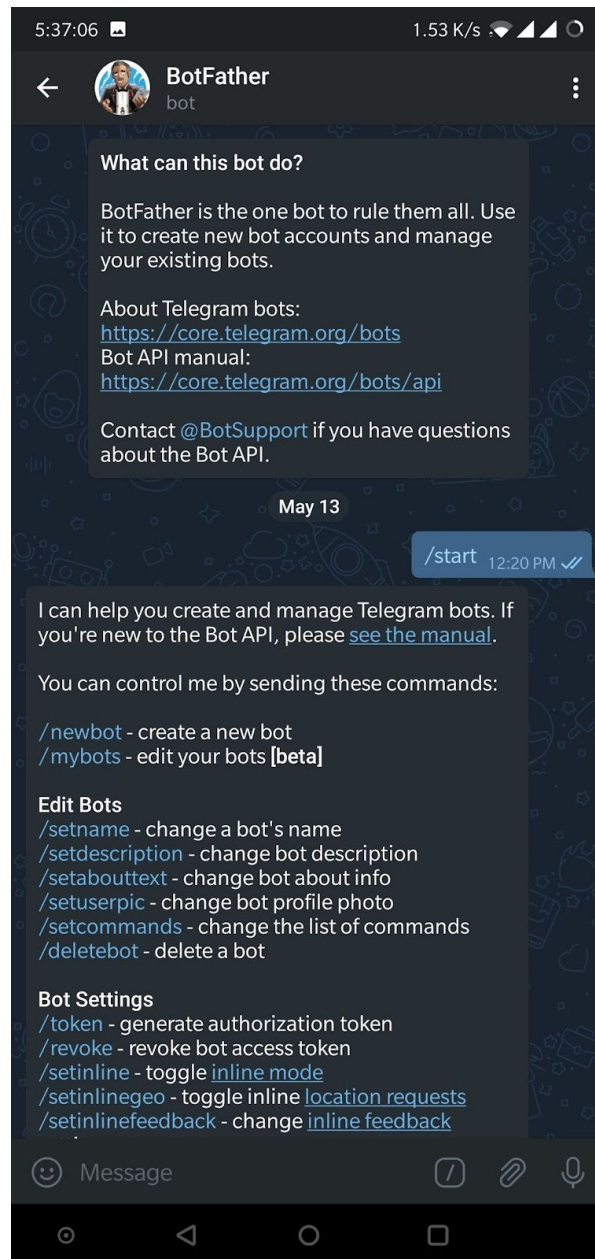 5:37:06
1.53 K/s
BotFather
bot
What can this bot do?
BotFather is the one bot to rule them all. Use
it to create new bot accounts and manage
your existing bots.
About Telegram bots:
https://core.telegram.org/bots
Bot API manual:
https://core.telegram.org/bots/api
Contact @BotSupport if you have questions
about the Bot API.
May 13
/start 12:20 PM
I can help you create and manage Telegram bots. If
you're new to the Bot API, please see the manual.
You can control me by sending these commands:
/newbot - create a new bot
/mybots - edit your bots [beta]
Edit Bots
/setname - change a bot's name
/setdescription - change bot description
/setabouttext - change bot about info
/setuserpic - change bot profile photo
/setcommands - change the list of commands
/deletebot - delete a bot
Bot Settings
/token - generate authorization token
/revoke - revoke bot access token
/setinline - toggle inline mode
/setinlinegeo - toggle inline location requests
/setinlinefeedback - change inline feedback
Message